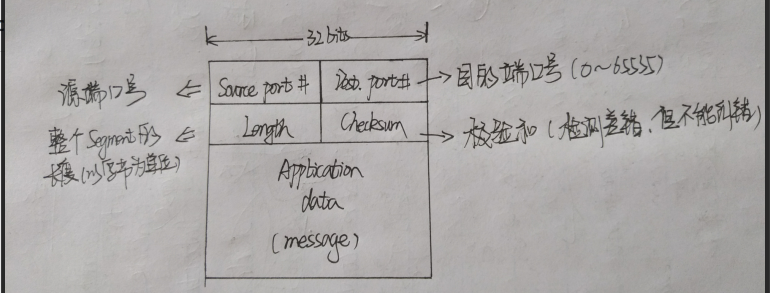 32bits
源端口号 Source port# Dest. port# 目的端口号(0~65535)
整个Segment的 Length Checksum 校验和(检测差错,但不能纠错)
长度(以字节为单位)
Application
data
(message)